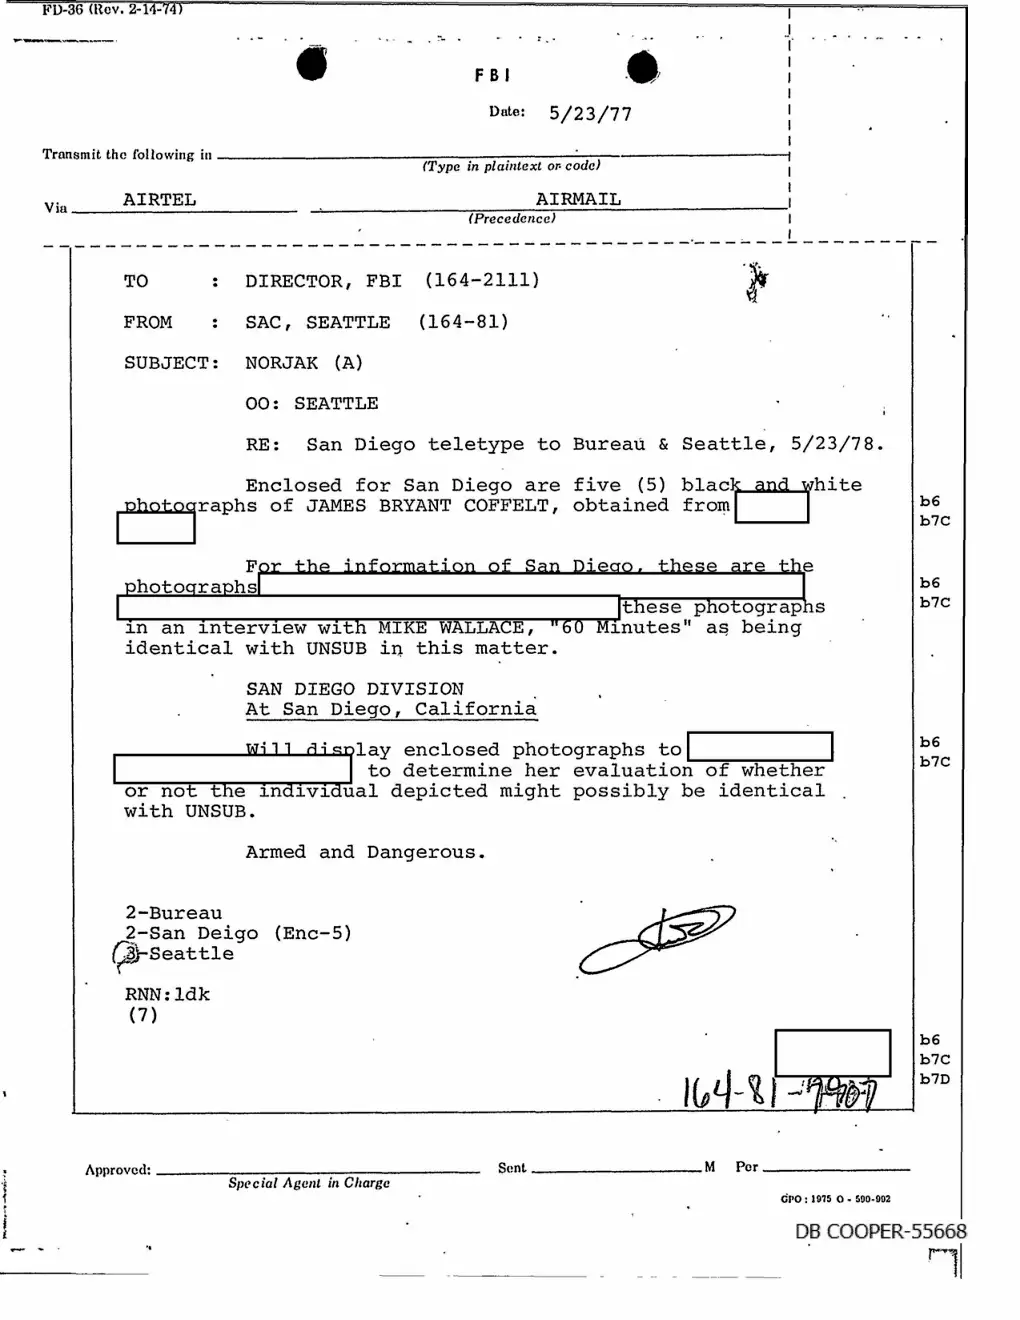 FD-36 (Rev. 2-14-74)
FBI
Date: 5/23/77
Transmit the following in
(Type in plaintext or code)
Via AIRTEL AIRMAIL
(Precedence)
TO : DIRECTOR, FBI (164-2111)
FROM : SAC, SEATTLE (164-81)
SUBJECT: NORJAK (A)
OO: SEATTLE
RE: San Diego teletype to Bureau & Seattle, 5/23/78.
Enclosed for San Diego are five (5) black and white
photographs of JAMES BRYANT COFFELT, obtained from
b6
b7C
For the information of San Diego, these are the
photographs
b6
these photographs
b7C
in an interview with MIKE WALLACE, "60 Minutes" as being
identical with UNSUB in this matter.
SAN DIEGO DIVISION
At San Diego, California
Will display enclosed photographs to
b6
b7C
to determine her evaluation of whether
or not the individual depicted might possibly be identical
with UNSUB.
Armed and Dangerous.
2-Bureau
2-San Deigo (Enc-5)
3-Seattle
RNN:ldk
(7)
b6
b7C
b7D
164-81-
Approved: Sent M Per
Special Agent in Charge
GPO : 1975 O - 590-992
DB COOPER-55668